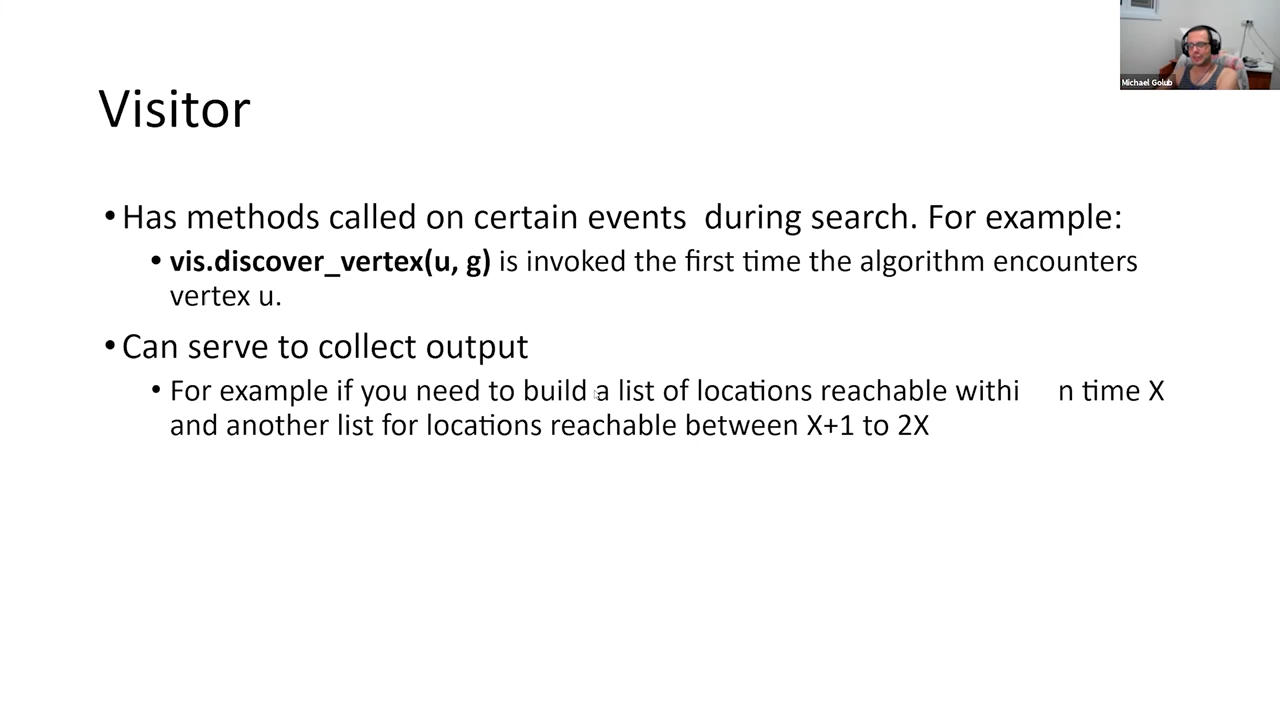 Michael Golub
Visitor
•Has methods called on certain events  during search. For example:
• vis.discover_vertex(u, g) is invoked the first time the algorithm encounters
vertex u.
•Can serve to collect output
• For example if you need to build a list of locations reachable withi    n time X
and another list for locations reachable between X+1 to 2X